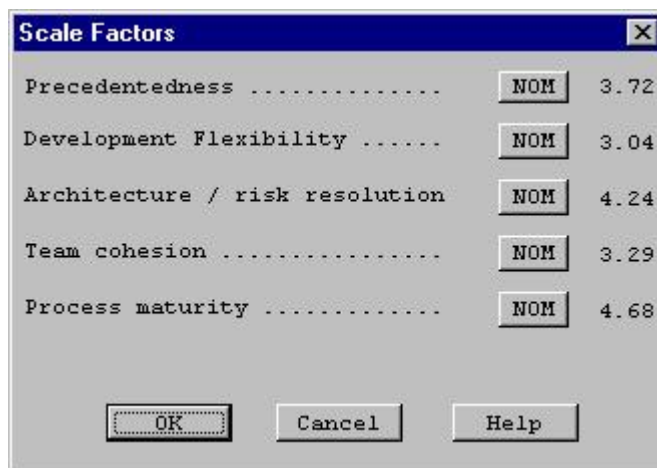 Scale Factors
Precedentedness .............. NOM 3.72
Development Flexibility ...... NOM 3.04
Architecture / risk resolution NOM 4.24
Team cohesion ................ NOM 3.29
Process maturity ............. NOM 4.68
OK Cancel Help